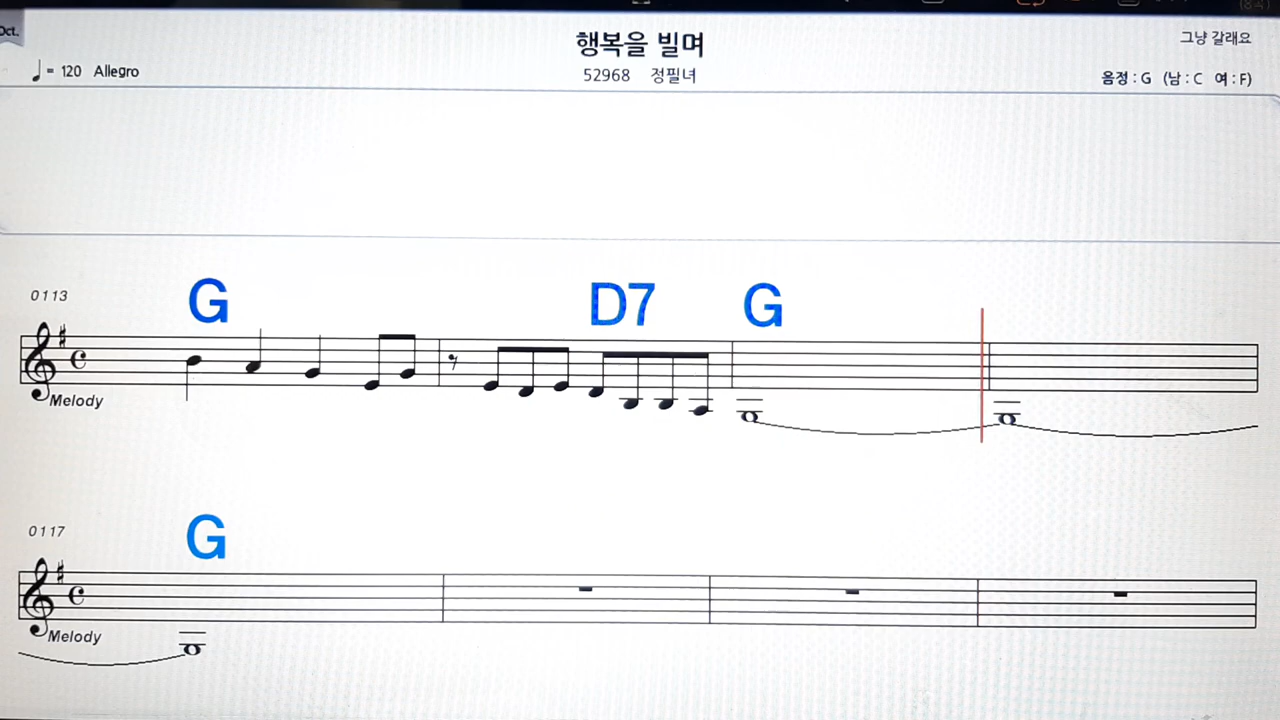 Oct.
행복을 빌며
그냥 갈래요
= 120 Allegro
52968 정필녀
음정 : G (남 : C 여 : F)
G D7 G
0113
Melody
G
0117
Melody